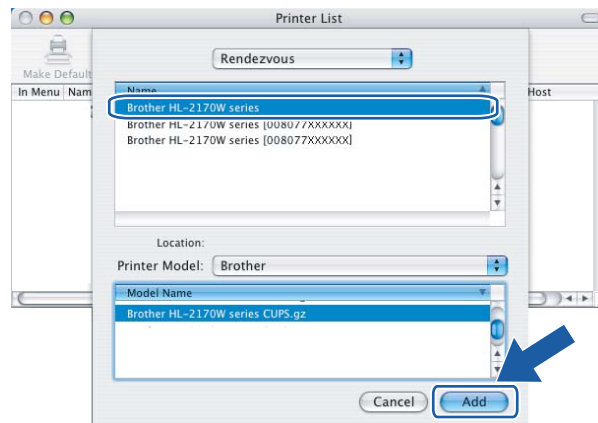 Printer List
Rendezvous
Make Default
In Menu Nam Name Host
Brother HL-2170W series
Brother HL-2170W series [008077XXXXXX]
Brother HL-2170W series [008077XXXXXX]
Location:
Printer Model: Brother
Model Name
Brother HL-2170W series CUPS.gz
Cancel Add